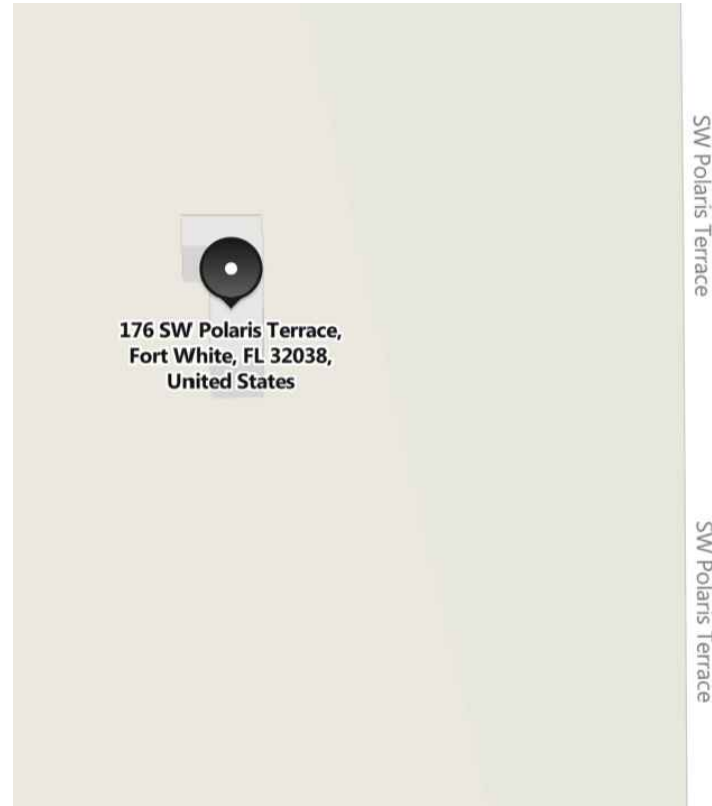 SW Polaris Terrace
176 SW Polaris Terrace,
Fort White, FL 32038,
United States
SW Polaris Terrace